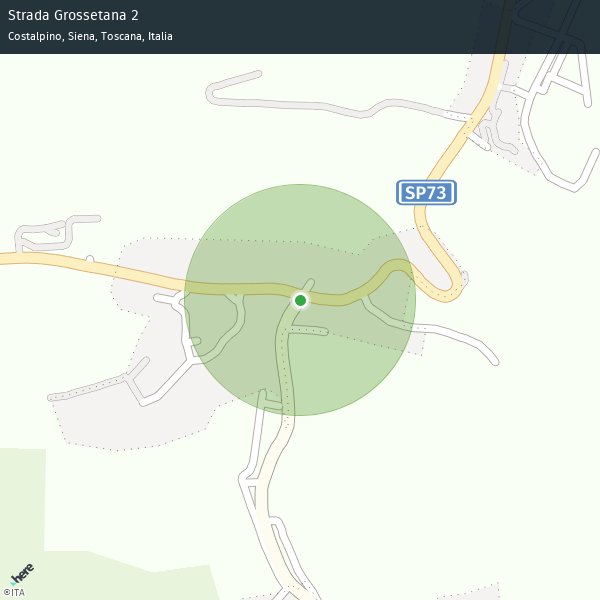 Strada Grossetana 2
Costalpino, Siena, Toscana, Italia
SP73
here
©ITA